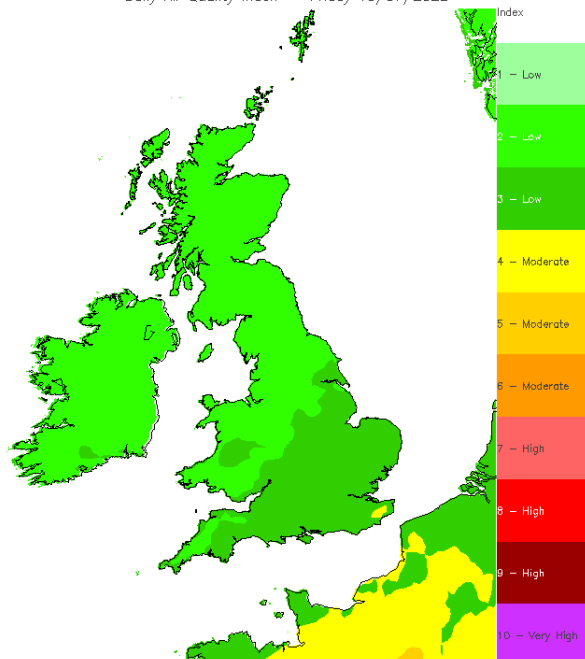 Index
1 - Low
2 - Low
3 - Low
4 - Moderate
5 - Moderate
6 - Moderate
7 - High
8 - High
9 - High
10 - Very High